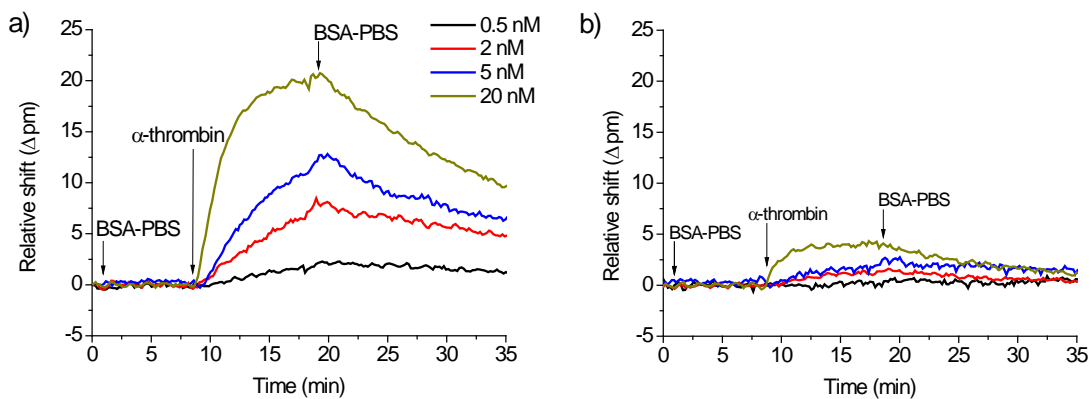 a)
Relative shift (Δpm)
25
20
15
10
5
0
-5
BSA-PBS
α-thrombin
BSA-PBS
0.5 nM
2 nM
5 nM
20 nM
0 5 10 15 20 25 30 35
Time (min)
b)
Relative shift (Δpm)
25
20
15
10
5
0
-5
BSA-PBS
α-thrombin
BSA-PBS
0 5 10 15 20 25 30 35
Time (min)